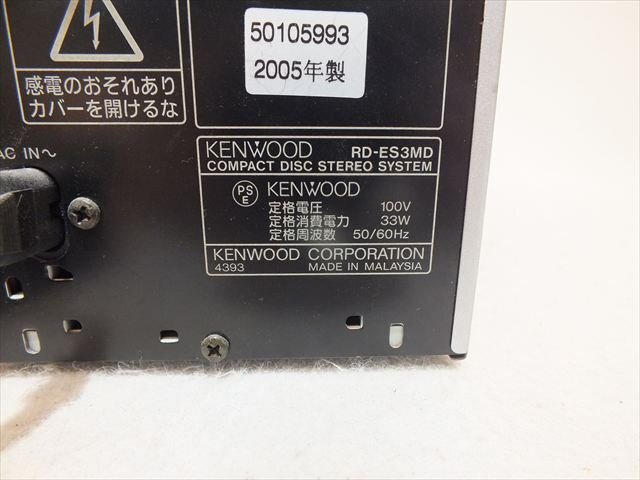 50105993
2005年製
感電のおそれあり
カバーを開けるな
AC IN～
KENWOOD RD-ES3MD
COMPACT DISC STEREO SYSTEM
PS
E
KENWOOD
定格電圧 100V
定格消費電力 33W
定格周波数 50/60Hz
KENWOOD CORPORATION
4393 MADE IN MALAYSIA